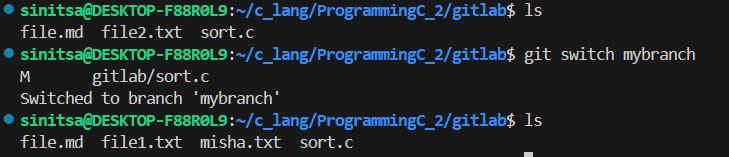 sinitsa@DESKTOP-F88R0L9:~/c_lang/ProgrammingC_2/gitlab$ ls
file.md  file2.txt  sort.c
sinitsa@DESKTOP-F88R0L9:~/c_lang/ProgrammingC_2/gitlab$ git switch mybranch
M       gitlab/sort.c
Switched to branch 'mybranch'
sinitsa@DESKTOP-F88R0L9:~/c_lang/ProgrammingC_2/gitlab$ ls
file.md  file1.txt  misha.txt  sort.c